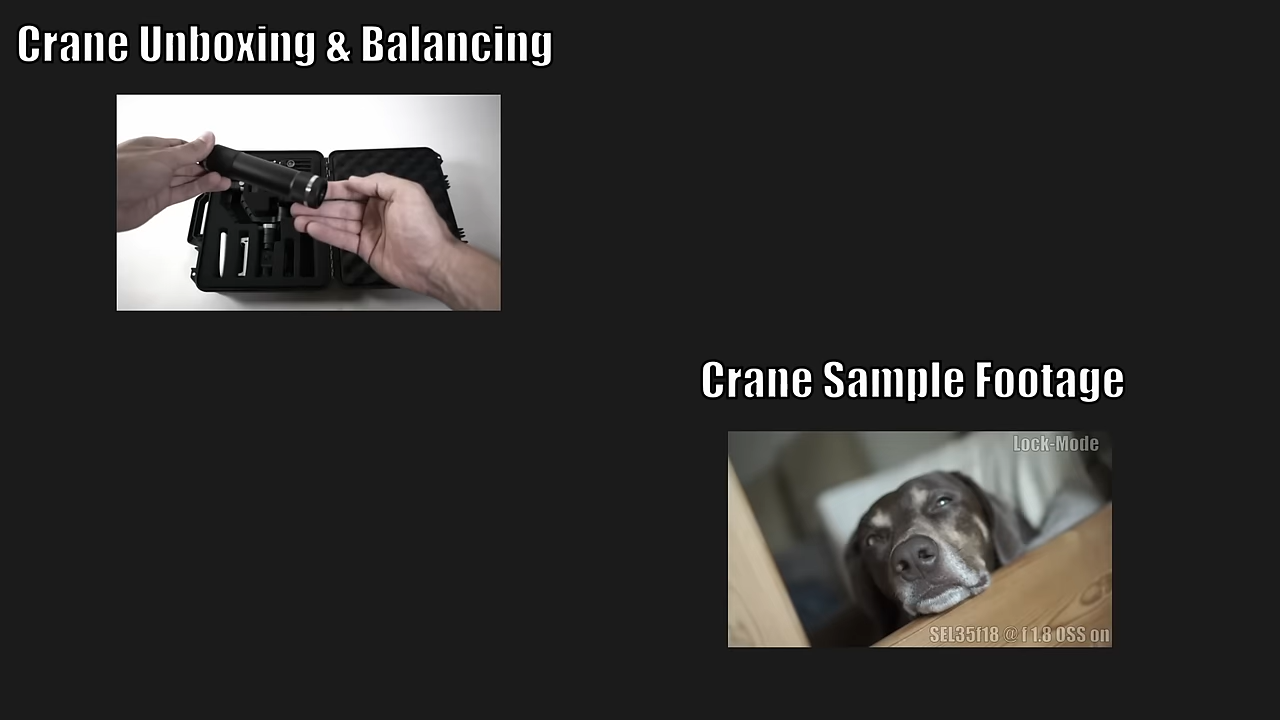 Crane Unboxing & Balancing
Crane Sample Footage
Lock-Mode
SEL35f18 @ f 1.8 OSS on